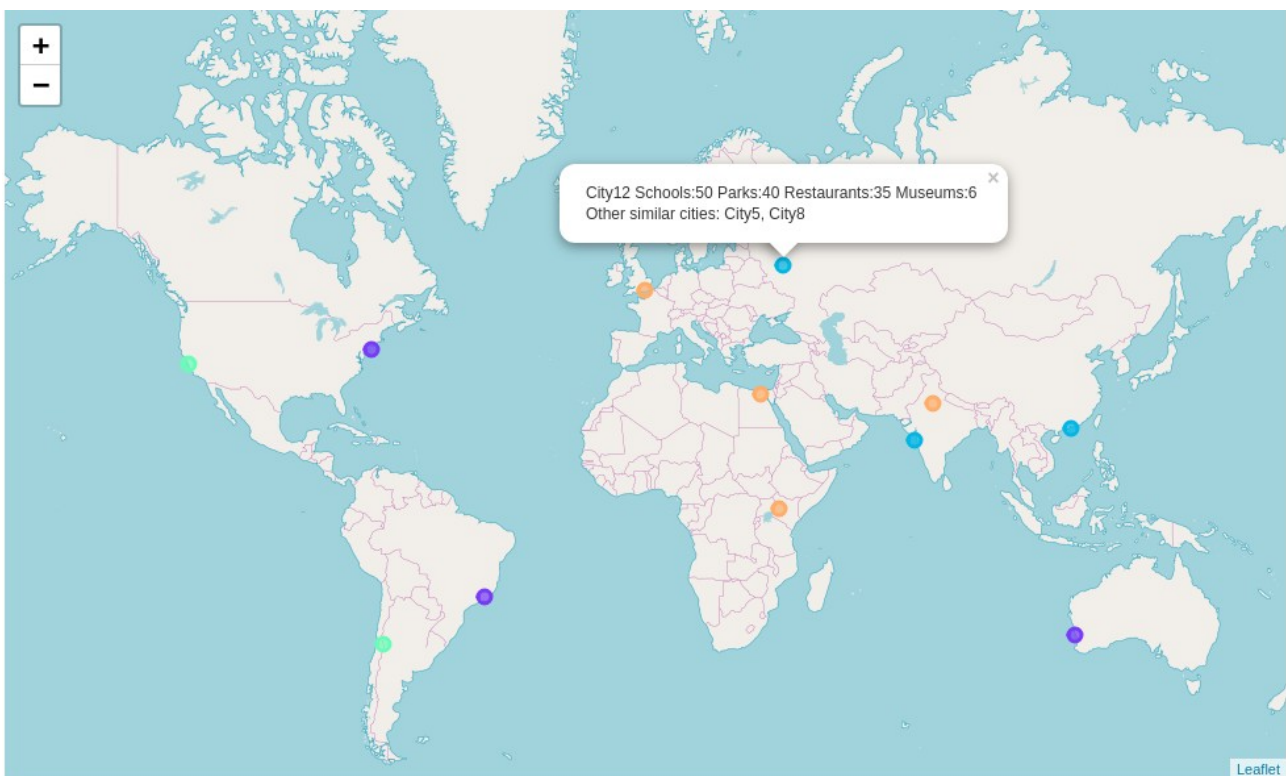 +
−
×
City12 Schools:50 Parks:40 Restaurants:35 Museums:6
Other similar cities: City5, City8
Leaflet